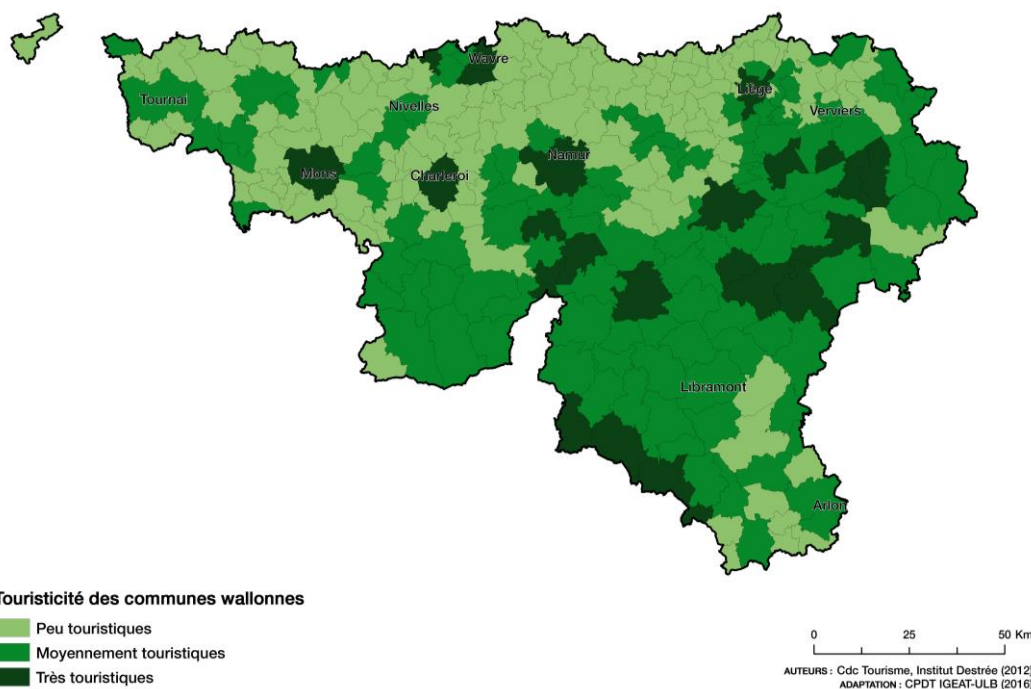 Wavre
Tournai
Liège
Nivelles
Verviers
Namur
Mons
Charleroi
Libramont
Arlon
Touristicité des communes wallonnes
Peu touristiques
Moyennement touristiques
Très touristiques
0 25 50 Km
AUTEURS : Cdc Tourisme, Institut Destrée (2012)
ADAPTATION : CPDT IGEAT-ULB (2016)